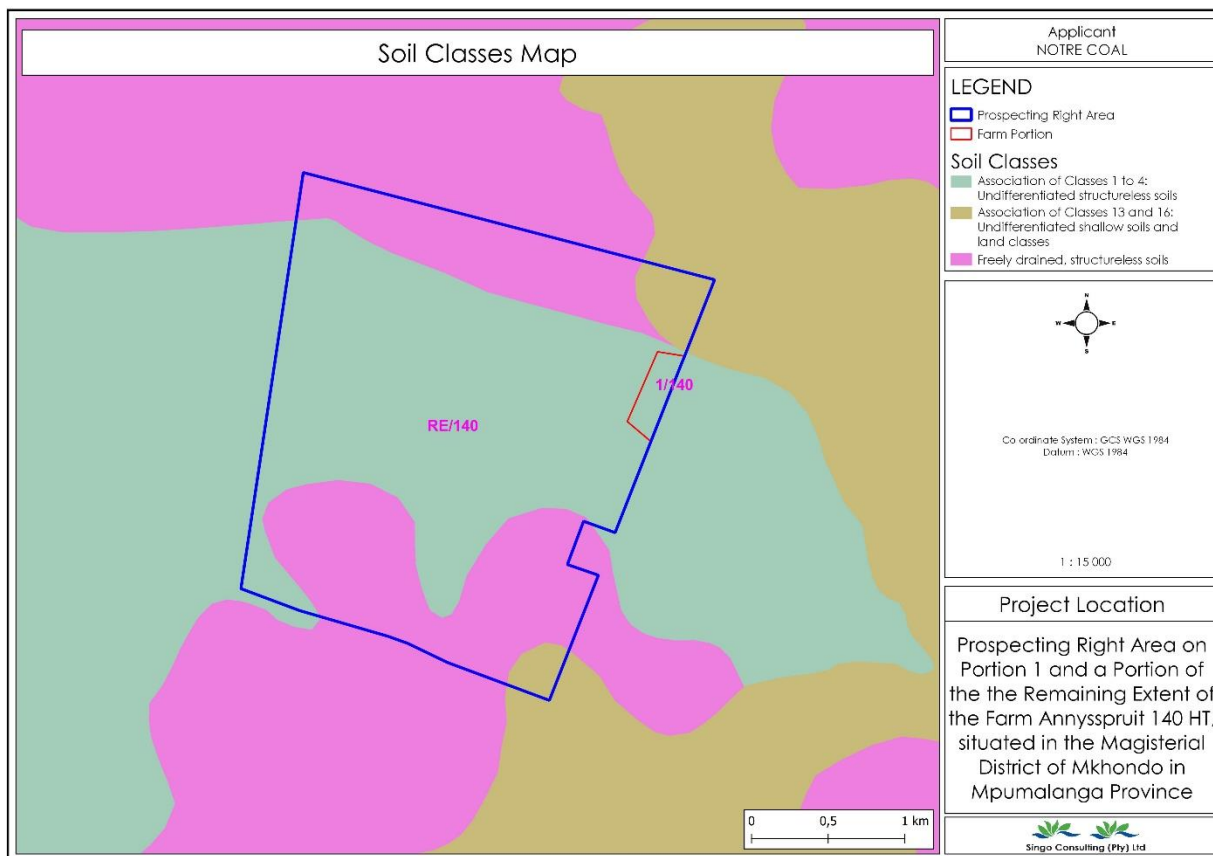 Soil Classes Map
1/140
RE/140
0
0,5
1 km
Applicant
NOTRE COAL
LEGEND
Prospecting Right Area
Farm Portion
Soil Classes
Association of Classes 1 to 4:
Undifferentiated structureless soils
Association of Classes 13 and 16:
Undifferentiated shallow soils and
land classes
Freely drained, structureless soils
N
W E
S
Co ordinate System : GCS WGS 1984
Datum : WGS 1984
1 : 15 000
Project Location
Prospecting Right Area on
Portion 1 and a Portion of
the the Remaining Extent of
the Farm Annysspruit 140 HT,
situated in the Magisterial
District of Mkhondo in
Mpumalanga Province
Singo Consulting (Pty) Ltd